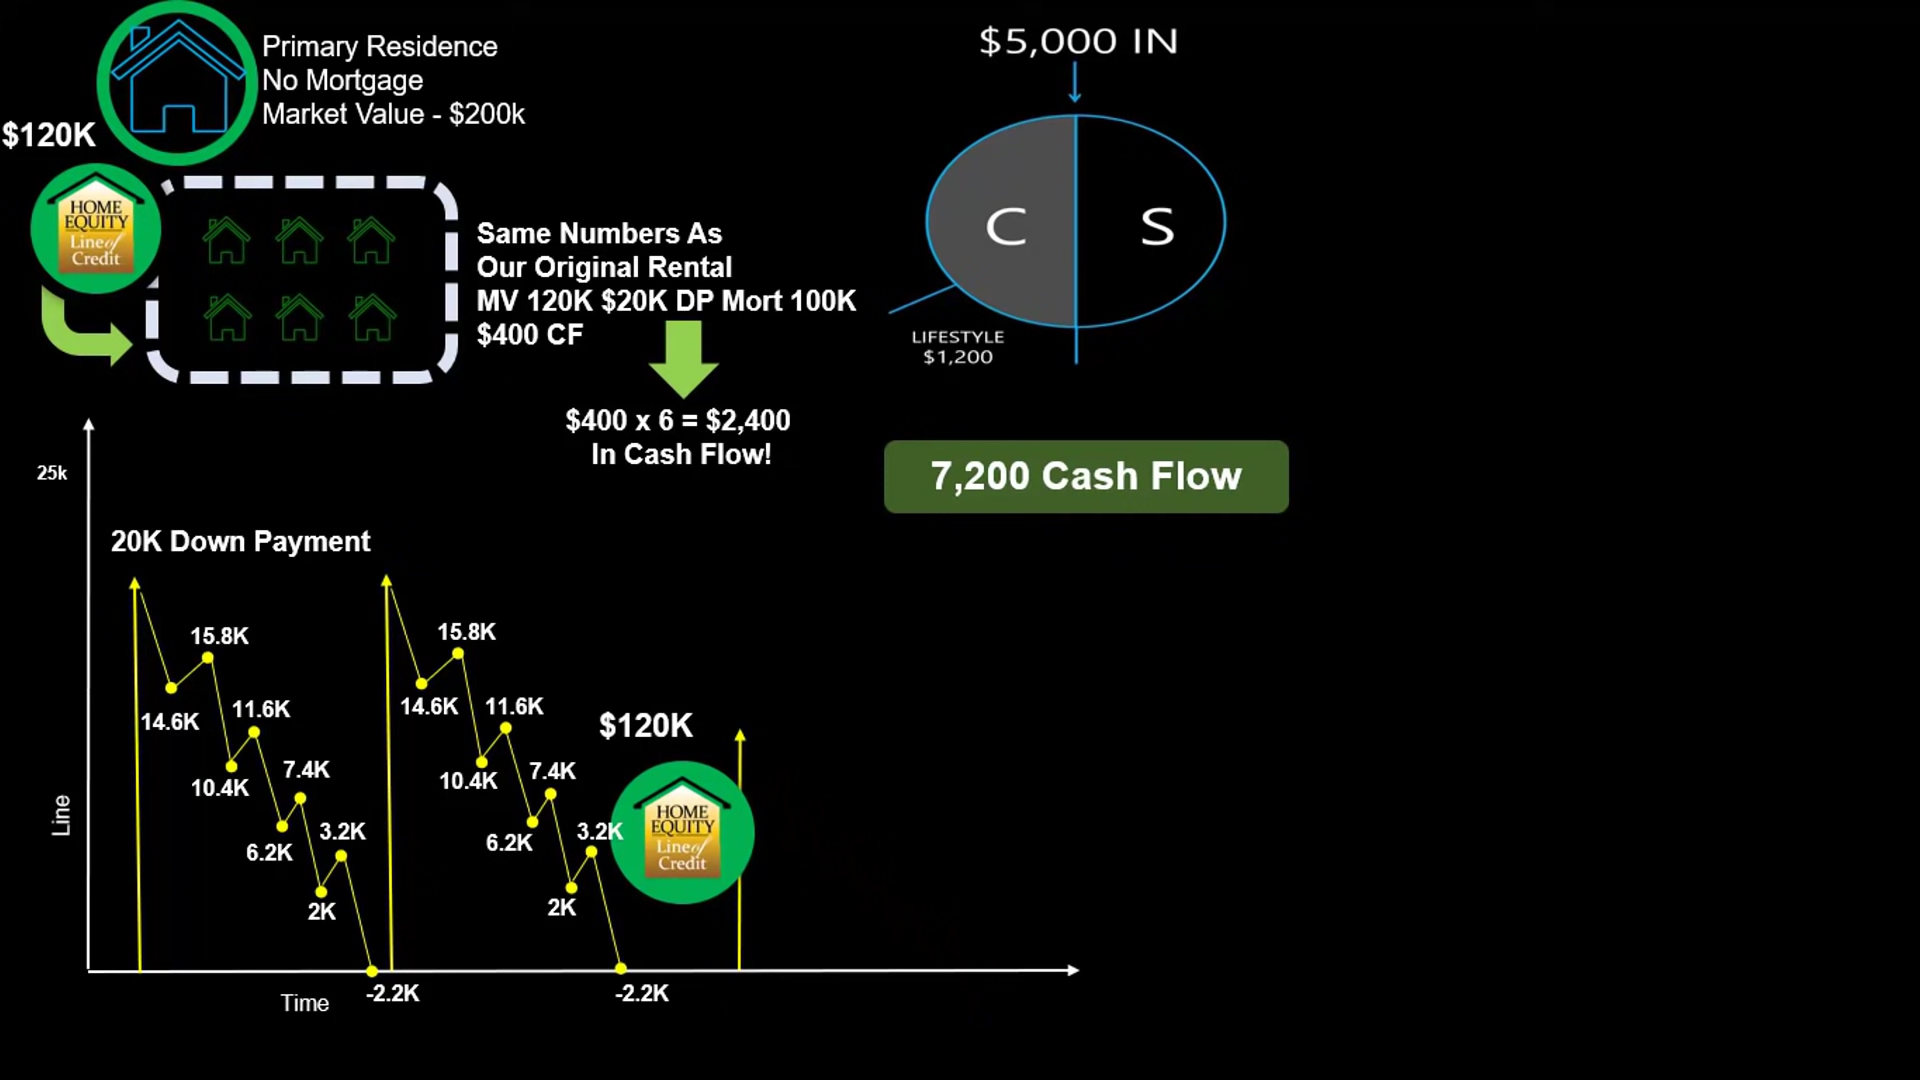 Primary Residence
No Mortgage
Market Value - $200k
$120K
HOME
EQUITY
Line of
Credit
Same Numbers As
Our Original Rental
MV 120K $20K DP Mort 100K
$400 CF
$400 x 6 = $2,400
In Cash Flow!
$5,000 IN
C
S
LIFESTYLE
$1,200
7,200 Cash Flow
25k
20K Down Payment
15.8K
14.6K
11.6K
10.4K
7.4K
6.2K
3.2K
2K
-2.2K
15.8K
14.6K
11.6K
10.4K
7.4K
6.2K
3.2K
2K
-2.2K
$120K
HOME
EQUITY
Line of
Credit
Line
Time